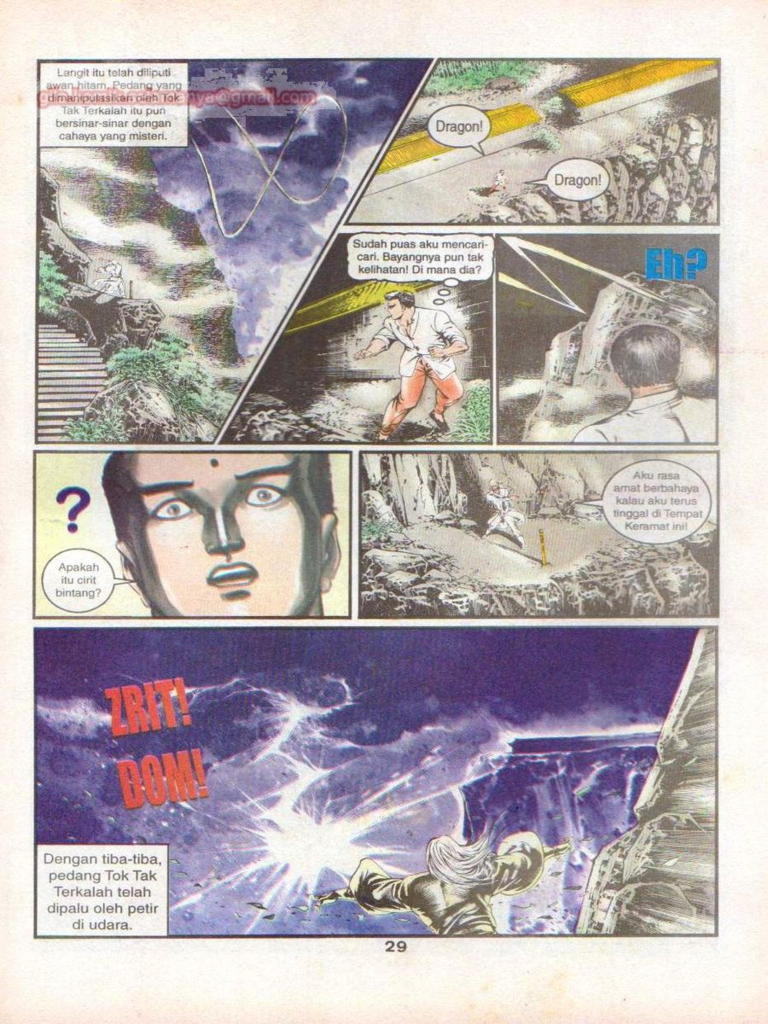 Langit itu telah diliputi
awan hitam. Pedang yang
dimanipulasikan oleh Tok
Tak Terkalah itu pun
bersinar-sinar dengan
cahaya yang misteri.
Dragon!
Dragon!
Sudah puas aku mencari-
cari. Bayangnya pun tak
kelihatan! Di mana dia?
Eh?
?
Apakah
itu cirit
bintang?
Aku rasa
amat berbahaya
kalau aku terus
tinggal di Tempat
Keramat ini!
ZRIT!
DOM!
Dengan tiba-tiba,
pedang Tok Tak
Terkalah telah
dipalu oleh petir
di udara.
29